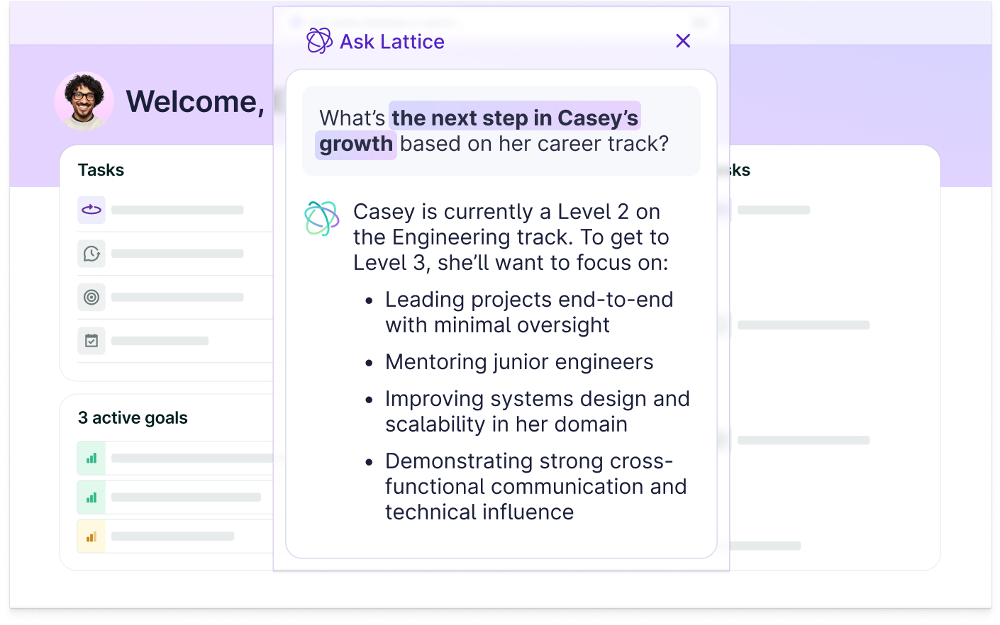 Ask Lattice
Welcome,
What’s the next step in Casey’s
growth based on her career track?
Tasks
Casey is currently a Level 2 on
the Engineering track. To get to
Level 3, she’ll want to focus on:
• Leading projects end-to-end
with minimal oversight
• Mentoring junior engineers
• Improving systems design and
scalability in her domain
• Demonstrating strong cross-
functional communication and
technical influence
3 active goals